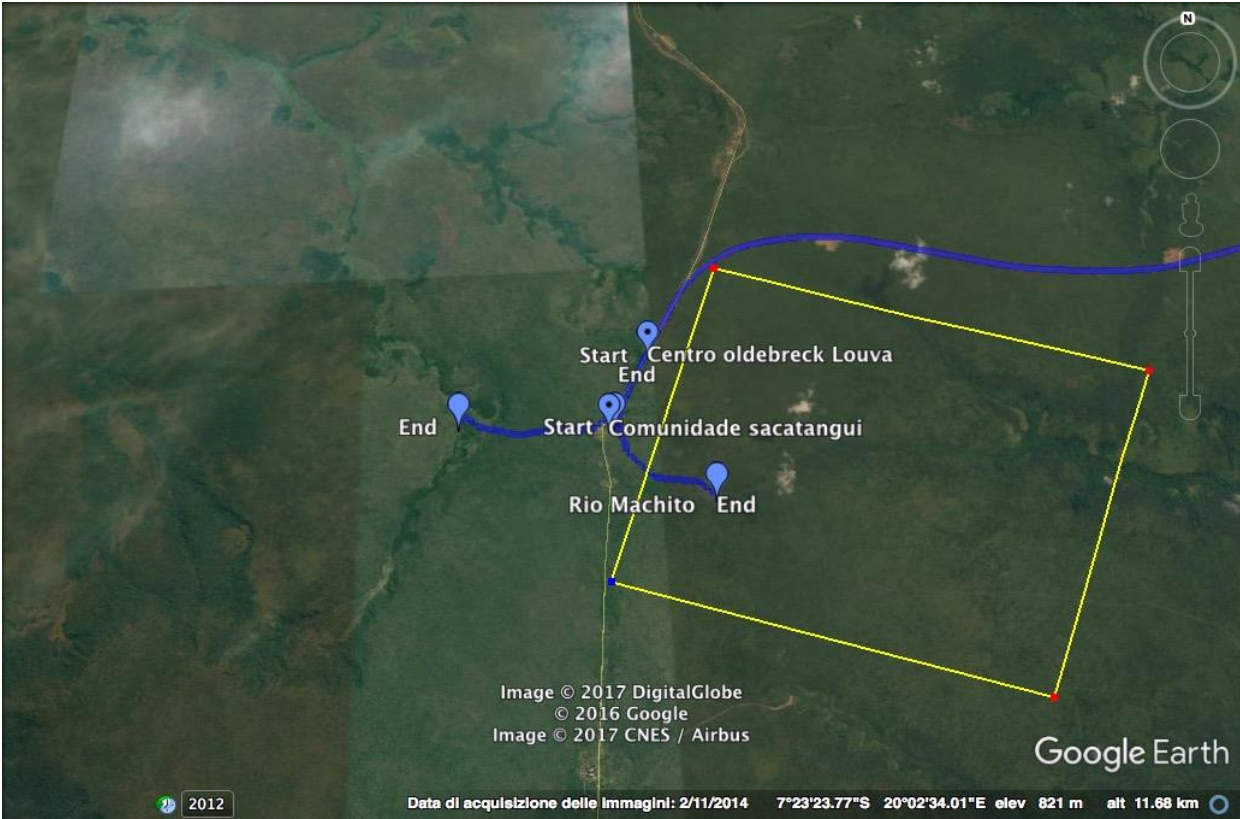 N
Start Centro oldebreck Louva
End
End Start Comunidade sacatangui
Rio Machito End
Image © 2017 DigitalGlobe
© 2016 Google
Image © 2017 CNES / Airbus
Google Earth
2012 Data di acquisizione delle immagini: 2/11/2014 7°23'23.77"S 20°02'34.01"E elev 821 m alt 11.68 km